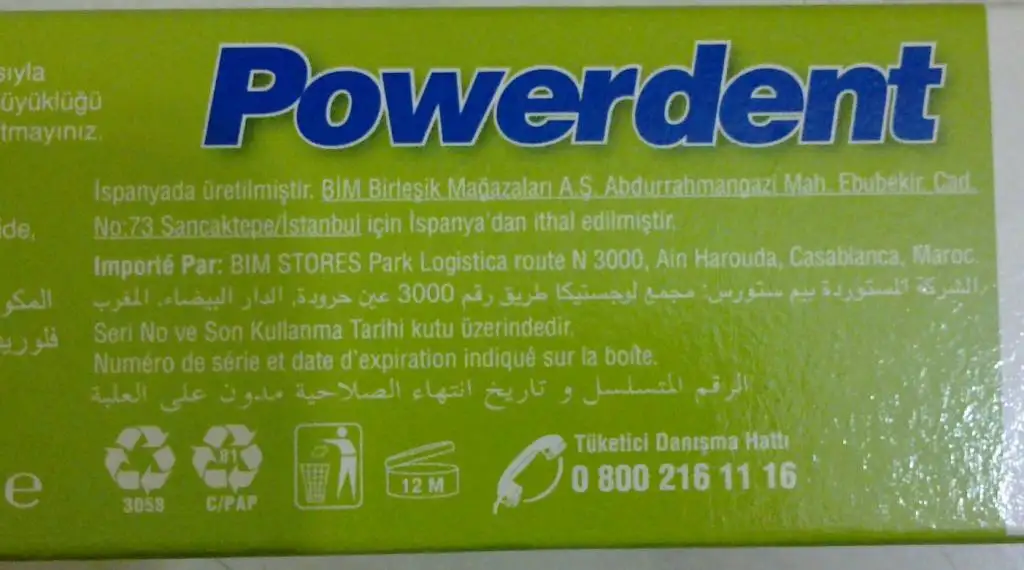 Powerdent
sıyla
üyüklüğü
tmayınız.
İspanyada üretilmiştir. BİM Birleşik Mağazaları A.Ş. Abdurrahmangazi Mah. Ebubekir Cad.
No:73 Sancaktepe/İstanbul için İspanya'dan ithal edilmiştir.
ide,
Importé Par: BIM STORES Park Logistica route N 3000, Ain Harouda, Casablanca, Maroc.
الشركة المستوردة بيم ستورس: مجمع لوجستيكا طريق رقم 3000 عين حرودة, الدار البيضاء, المغرب.
المكو
فلوريد
Seri No ve Son Kullanma Tarihi kutu üzerindedir.
Numéro de série et date d'expiration indiqué sur la boîte.
الرقم المتسلسل و تاريخ انتهاء الصلاحية مدون على العلبة
e
3058
81
C/PAP
12 M
Tüketici Danışma Hattı
0 800 216 11 16